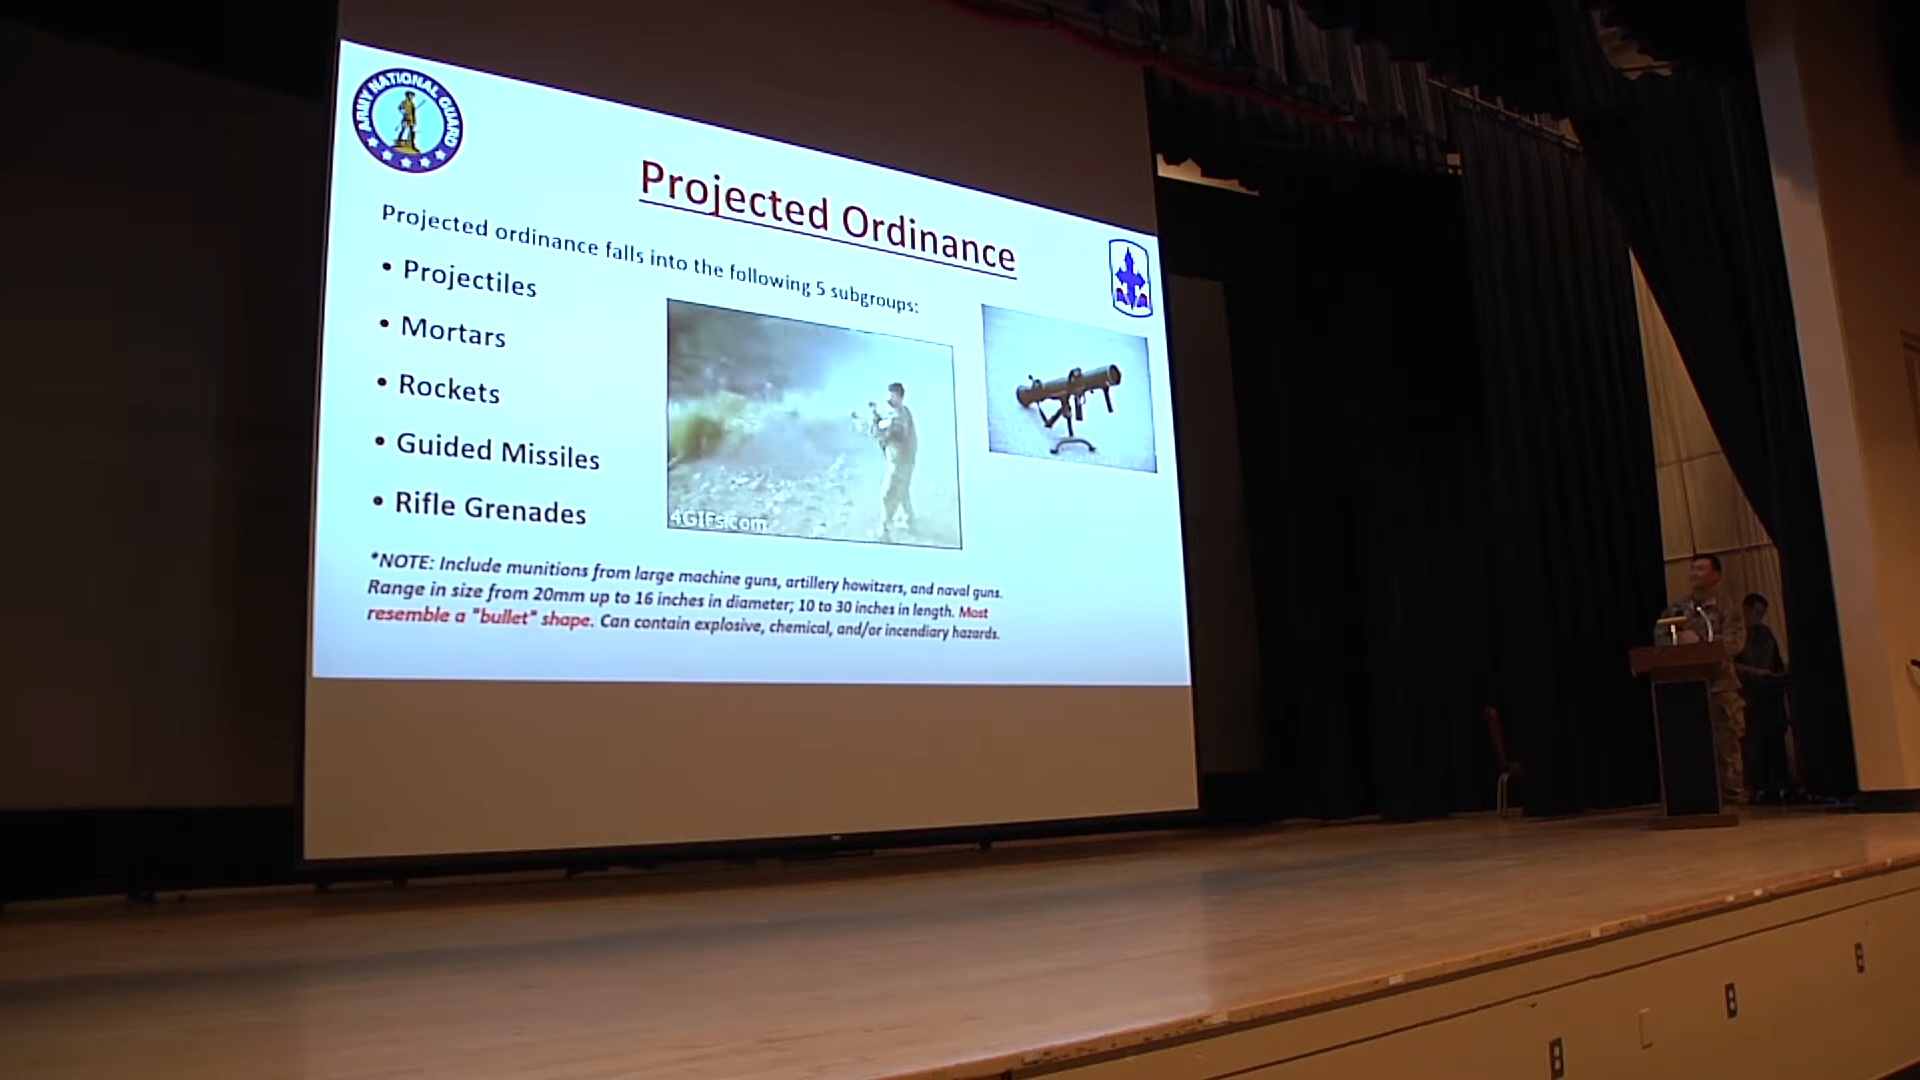 ARMY NATIONAL GUARD
Projected Ordinance
Projected ordinance falls into the following 5 subgroups:
• Projectiles
• Mortars
• Rockets
• Guided Missiles
• Rifle Grenades
4GIFs.com
*NOTE: Include munitions from large machine guns, artillery howitzers, and naval guns.
Range in size from 20mm up to 16 inches in diameter; 10 to 30 inches in length. Most
resemble a "bullet" shape. Can contain explosive, chemical, and/or incendiary hazards.